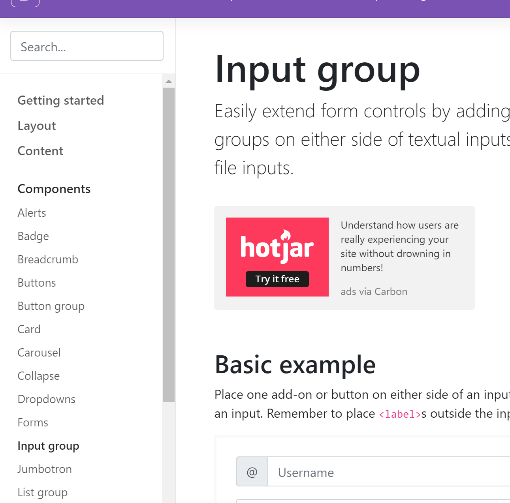 Search...
Getting started
Layout
Content
Components
Alerts
Badge
Breadcrumb
Buttons
Button group
Card
Carousel
Collapse
Dropdowns
Forms
Input group
Jumbotron
List group
Input group
Easily extend form controls by adding
groups on either side of textual inputs
file inputs.
hotjar
Try it free
Understand how users are
really experiencing your
site without drowning in
numbers!
ads via Carbon
Basic example
Place one add-on or button on either side of an input
an input. Remember to place <label>s outside the inp
@ Username